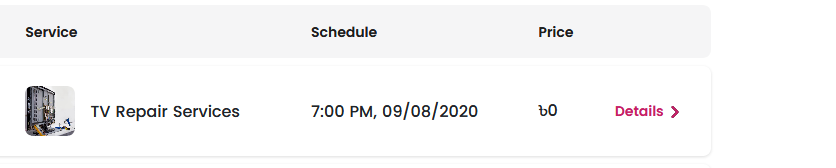 Service Schedule Price
TV Repair Services 7:00 PM, 09/08/2020 ৳0 Details